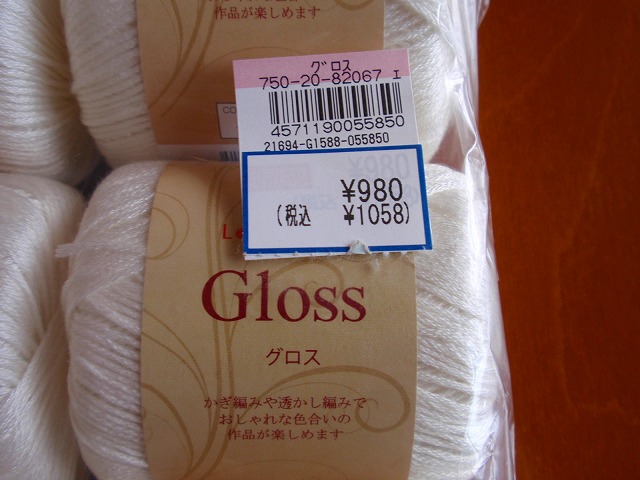 作品が楽しめます
グロス
750-20-82067 エ
4571190055850
21694-G1588-055850
¥980
(税込 ¥1058)
Gloss
グロス
かぎ編みや透かし編みで
おしゃれな色合いの
作品が楽しめます